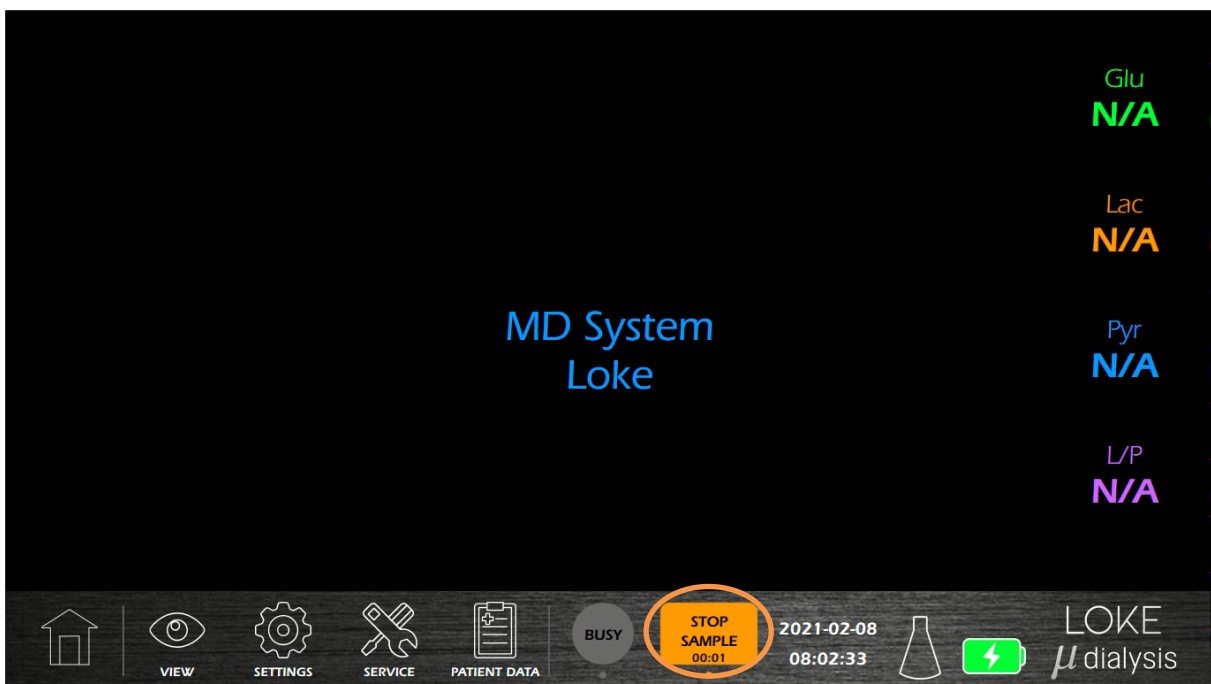 Glu
N/A
Lac
N/A
MD System
Loke
Pyr
N/A
L/P
N/A
VIEW
SETTINGS
SERVICE
PATIENT DATA
BUSY
STOP
SAMPLE
00:01
2021-02-08
08:02:33
LOKE
μ dialysis